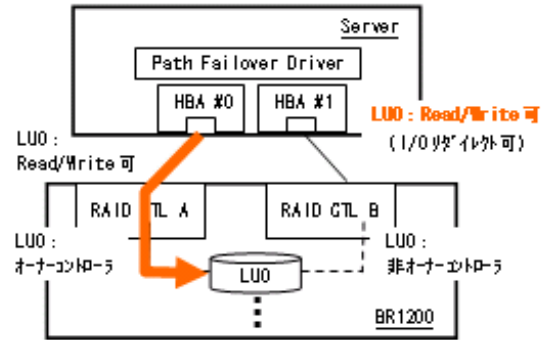 Server
Path Failover Driver
HBA #0
HBA #1
LU0 : Read/Write 可
(I/Oリダイレクト可)
LU0 :
Read/Write 可
RAID CTL A
RAID CTL B
LU0 :
オーナーコントローラ
LU0 :
非オーナーコントローラ
LU0
BR1200